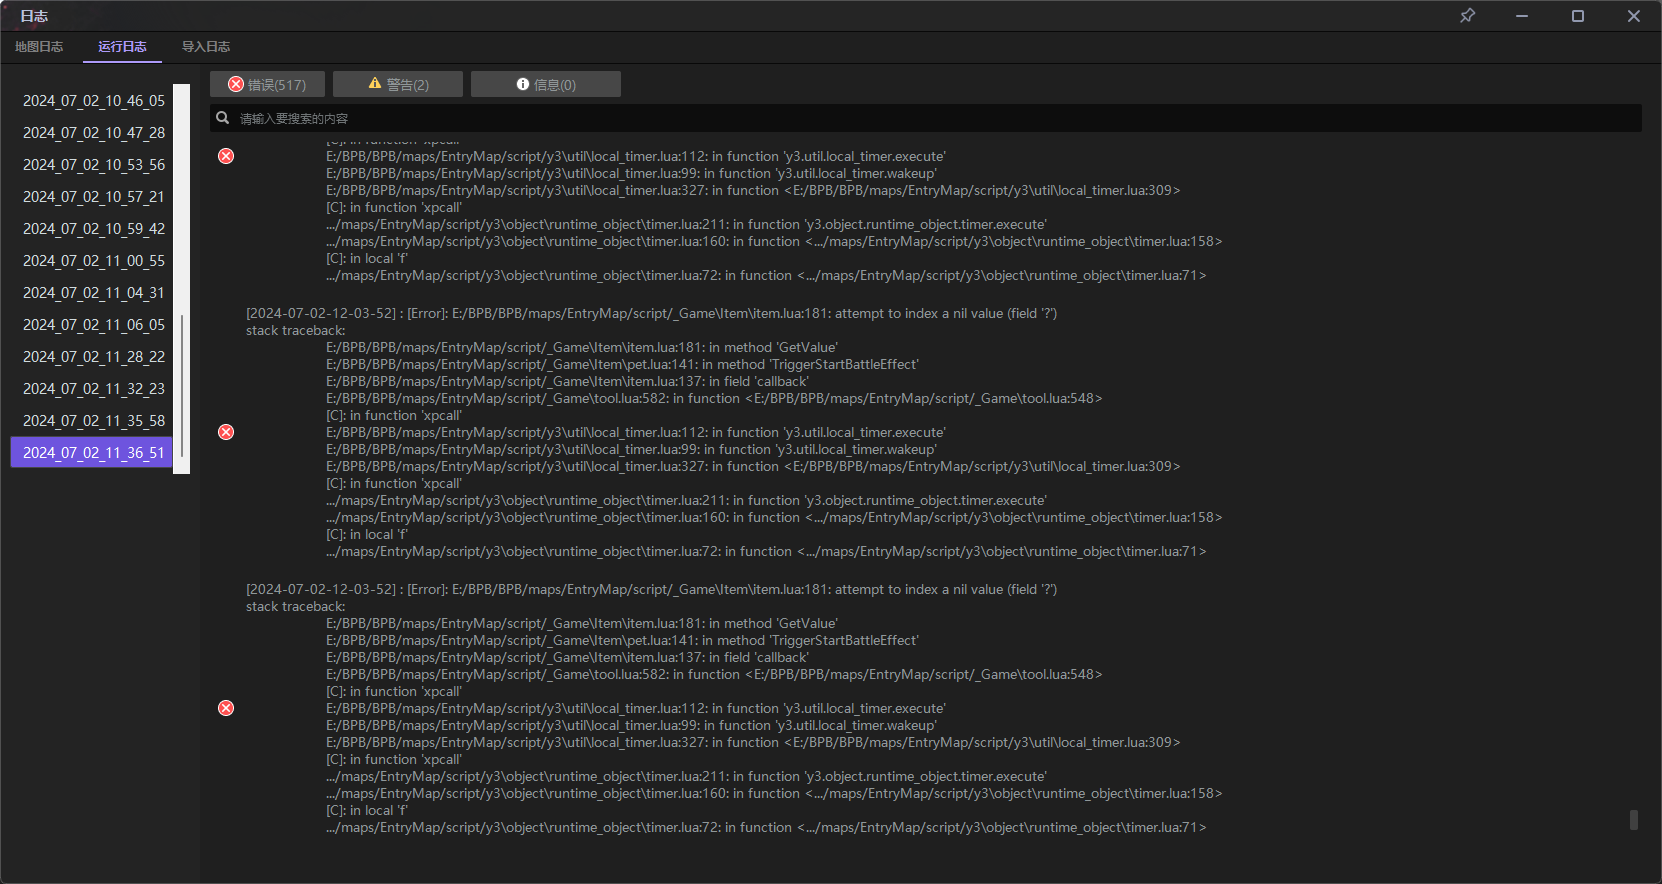 日志
地图日志
运行日志
导入日志
2024_07_02_10_46_05
2024_07_02_10_47_28
2024_07_02_10_53_56
2024_07_02_10_57_21
2024_07_02_10_59_42
2024_07_02_11_00_55
2024_07_02_11_04_31
2024_07_02_11_06_05
2024_07_02_11_28_22
2024_07_02_11_32_23
2024_07_02_11_35_58
2024_07_02_11_36_51
错误(517)
警告(2)
信息(0)
请输入要搜索的内容
[C]: in function 'xpcall'
E:/BPB/BPB/maps/EntryMap/script/y3\util\local_timer.lua:112: in function 'y3.util.local_timer.execute'
E:/BPB/BPB/maps/EntryMap/script/y3\util\local_timer.lua:99: in function 'y3.util.local_timer.wakeup'
E:/BPB/BPB/maps/EntryMap/script/y3\util\local_timer.lua:327: in function <E:/BPB/BPB/maps/EntryMap/script/y3\util\local_timer.lua:309>
[C]: in function 'xpcall'
.../maps/EntryMap/script/y3\object\runtime_object\timer.lua:211: in function 'y3.object.runtime_object.timer.execute'
.../maps/EntryMap/script/y3\object\runtime_object\timer.lua:160: in function <.../maps/EntryMap/script/y3\object\runtime_object\timer.lua:158>
[C]: in local 'f'
.../maps/EntryMap/script/y3\object\runtime_object\timer.lua:72: in function <.../maps/EntryMap/script/y3\object\runtime_object\timer.lua:71>
[2024-07-02-12-03-52] : [Error]: E:/BPB/BPB/maps/EntryMap/script/_Game\Item\item.lua:181: attempt to index a nil value (field '?')
stack traceback:
E:/BPB/BPB/maps/EntryMap/script/_Game\Item\item.lua:181: in method 'GetValue'
E:/BPB/BPB/maps/EntryMap/script/_Game\Item\pet.lua:141: in method 'TriggerStartBattleEffect'
E:/BPB/BPB/maps/EntryMap/script/_Game\Item\item.lua:137: in field 'callback'
E:/BPB/BPB/maps/EntryMap/script/_Game\tool.lua:582: in function <E:/BPB/BPB/maps/EntryMap/script/_Game\tool.lua:548>
[C]: in function 'xpcall'
E:/BPB/BPB/maps/EntryMap/script/y3\util\local_timer.lua:112: in function 'y3.util.local_timer.execute'
E:/BPB/BPB/maps/EntryMap/script/y3\util\local_timer.lua:99: in function 'y3.util.local_timer.wakeup'
E:/BPB/BPB/maps/EntryMap/script/y3\util\local_timer.lua:327: in function <E:/BPB/BPB/maps/EntryMap/script/y3\util\local_timer.lua:309>
[C]: in function 'xpcall'
.../maps/EntryMap/script/y3\object\runtime_object\timer.lua:211: in function 'y3.object.runtime_object.timer.execute'
.../maps/EntryMap/script/y3\object\runtime_object\timer.lua:160: in function <.../maps/EntryMap/script/y3\object\runtime_object\timer.lua:158>
[C]: in local 'f'
.../maps/EntryMap/script/y3\object\runtime_object\timer.lua:72: in function <.../maps/EntryMap/script/y3\object\runtime_object\timer.lua:71>
[2024-07-02-12-03-52] : [Error]: E:/BPB/BPB/maps/EntryMap/script/_Game\Item\item.lua:181: attempt to index a nil value (field '?')
stack traceback:
E:/BPB/BPB/maps/EntryMap/script/_Game\Item\item.lua:181: in method 'GetValue'
E:/BPB/BPB/maps/EntryMap/script/_Game\Item\pet.lua:141: in method 'TriggerStartBattleEffect'
E:/BPB/BPB/maps/EntryMap/script/_Game\Item\item.lua:137: in field 'callback'
E:/BPB/BPB/maps/EntryMap/script/_Game\tool.lua:582: in function <E:/BPB/BPB/maps/EntryMap/script/_Game\tool.lua:548>
[C]: in function 'xpcall'
E:/BPB/BPB/maps/EntryMap/script/y3\util\local_timer.lua:112: in function 'y3.util.local_timer.execute'
E:/BPB/BPB/maps/EntryMap/script/y3\util\local_timer.lua:99: in function 'y3.util.local_timer.wakeup'
E:/BPB/BPB/maps/EntryMap/script/y3\util\local_timer.lua:327: in function <E:/BPB/BPB/maps/EntryMap/script/y3\util\local_timer.lua:309>
[C]: in function 'xpcall'
.../maps/EntryMap/script/y3\object\runtime_object\timer.lua:211: in function 'y3.object.runtime_object.timer.execute'
.../maps/EntryMap/script/y3\object\runtime_object\timer.lua:160: in function <.../maps/EntryMap/script/y3\object\runtime_object\timer.lua:158>
[C]: in local 'f'
.../maps/EntryMap/script/y3\object\runtime_object\timer.lua:72: in function <.../maps/EntryMap/script/y3\object\runtime_object\timer.lua:71>